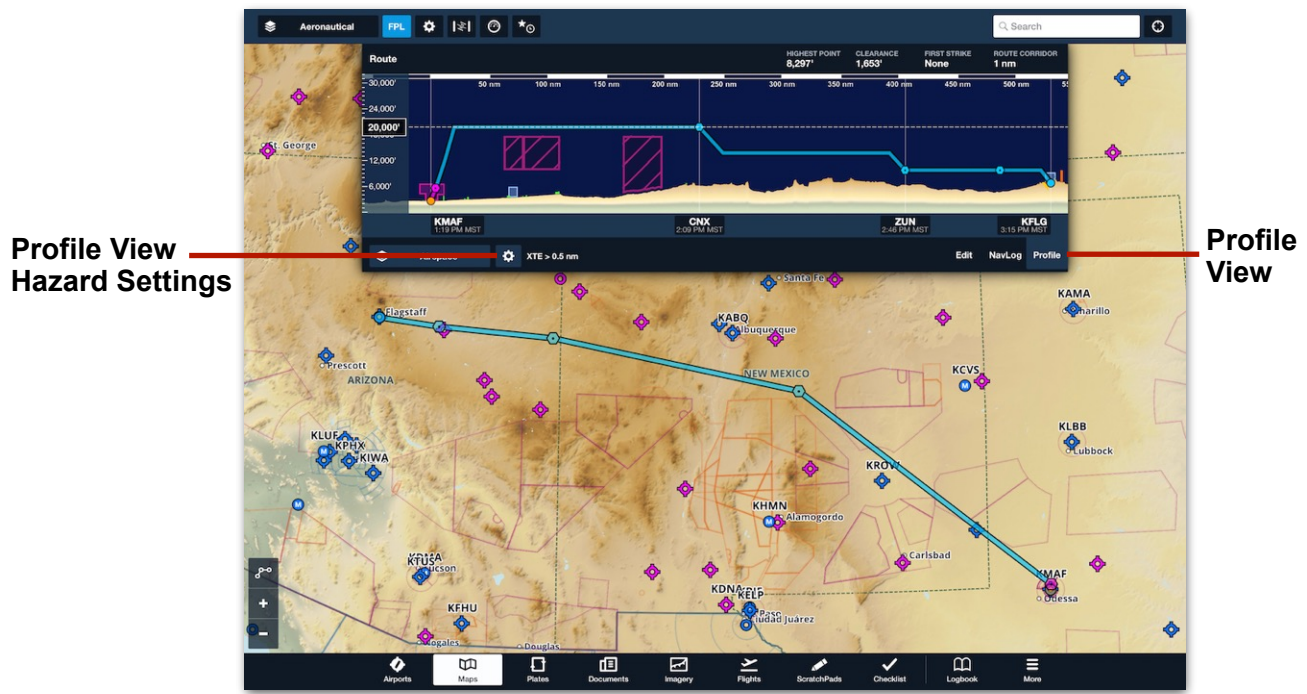 Aeronautical
FPL
Search
Route
HIGHEST POINT
8,297'
CLEARANCE
1,653'
FIRST STRIKE
None
ROUTE CORRIDOR
1 nm
50 nm
100 nm
150 nm
200 nm
250 nm
300 nm
350 nm
400 nm
450 nm
500 nm
30,000'
24,000'
20,000'
12,000'
6,000'
KMAF
1:19 PM MST
CNX
2:09 PM MST
ZUN
2:46 PM MST
KFLG
3:15 PM MST
XTE > 0.5 nm
Edit
NavLog
Profile
Profile View
Hazard Settings
Profile
View
St. George
Santa Fe
Flagstaff
KABQ
Albuquerque
KAMA
Amarillo
Prescott
ARIZONA
NEW MEXICO
KCVS
KLUF
KPHX
KIWA
KLBB
Lubbock
KROW
KHMN
Alamogordo
KDMA
KTUS
Tucson
Carlsbad
KMAF
Odessa
KELP
KFHU
Ciudad Juárez
Nogales
Douglas
M
M
M
M
Airports
Maps
Plates
Documents
Imagery
Flights
ScratchPads
Checklist
Logbook
More